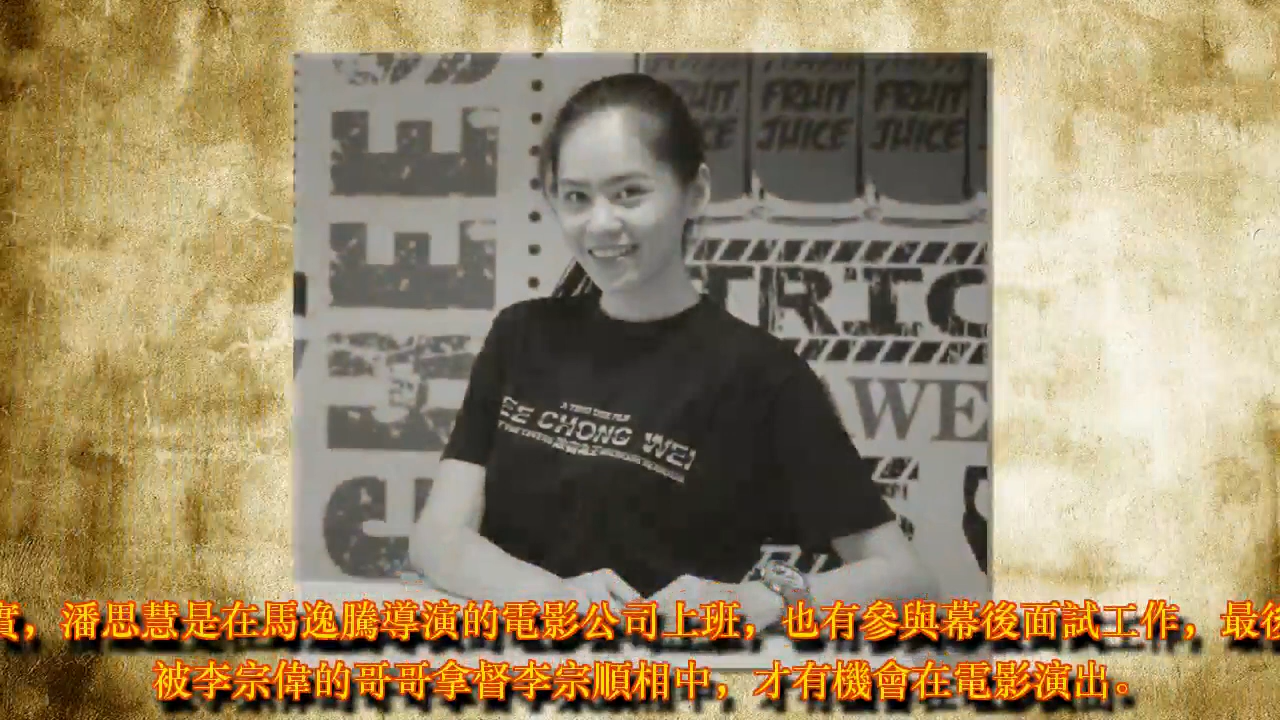 FRUIT
JUICE
FRUIT
JUICE
TRIC
WE
EE CHONG WEI
實，潘思慧是在馬逸騰導演的電影公司上班，也有參與幕後面試工作，最後
被李宗偉的哥哥拿督李宗順相中，才有機會在電影演出。